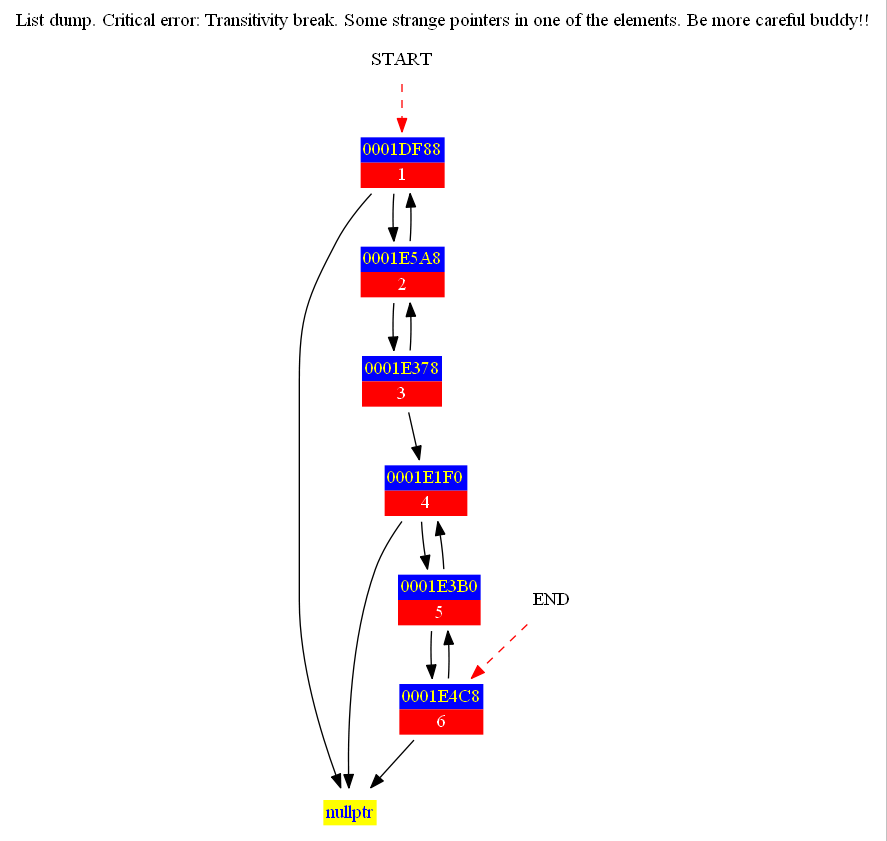 List dump. Critical error: Transitivity break. Some strange pointers in one of the elements. Be more careful buddy!!
START
0001DF88
1
0001E5A8
2
0001E378
3
0001E1F0
4
0001E3B0
5
END
0001E4C8
6
nullptr